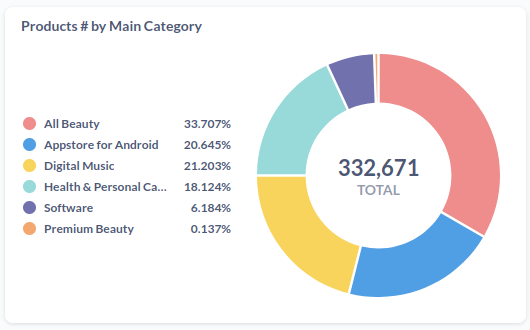 Products # by Main Category
All Beauty 33.707%
Appstore for Android 20.645%
Digital Music 21.203%
Health & Personal Ca... 18.124%
Software 6.184%
Premium Beauty 0.137%
332,671
TOTAL